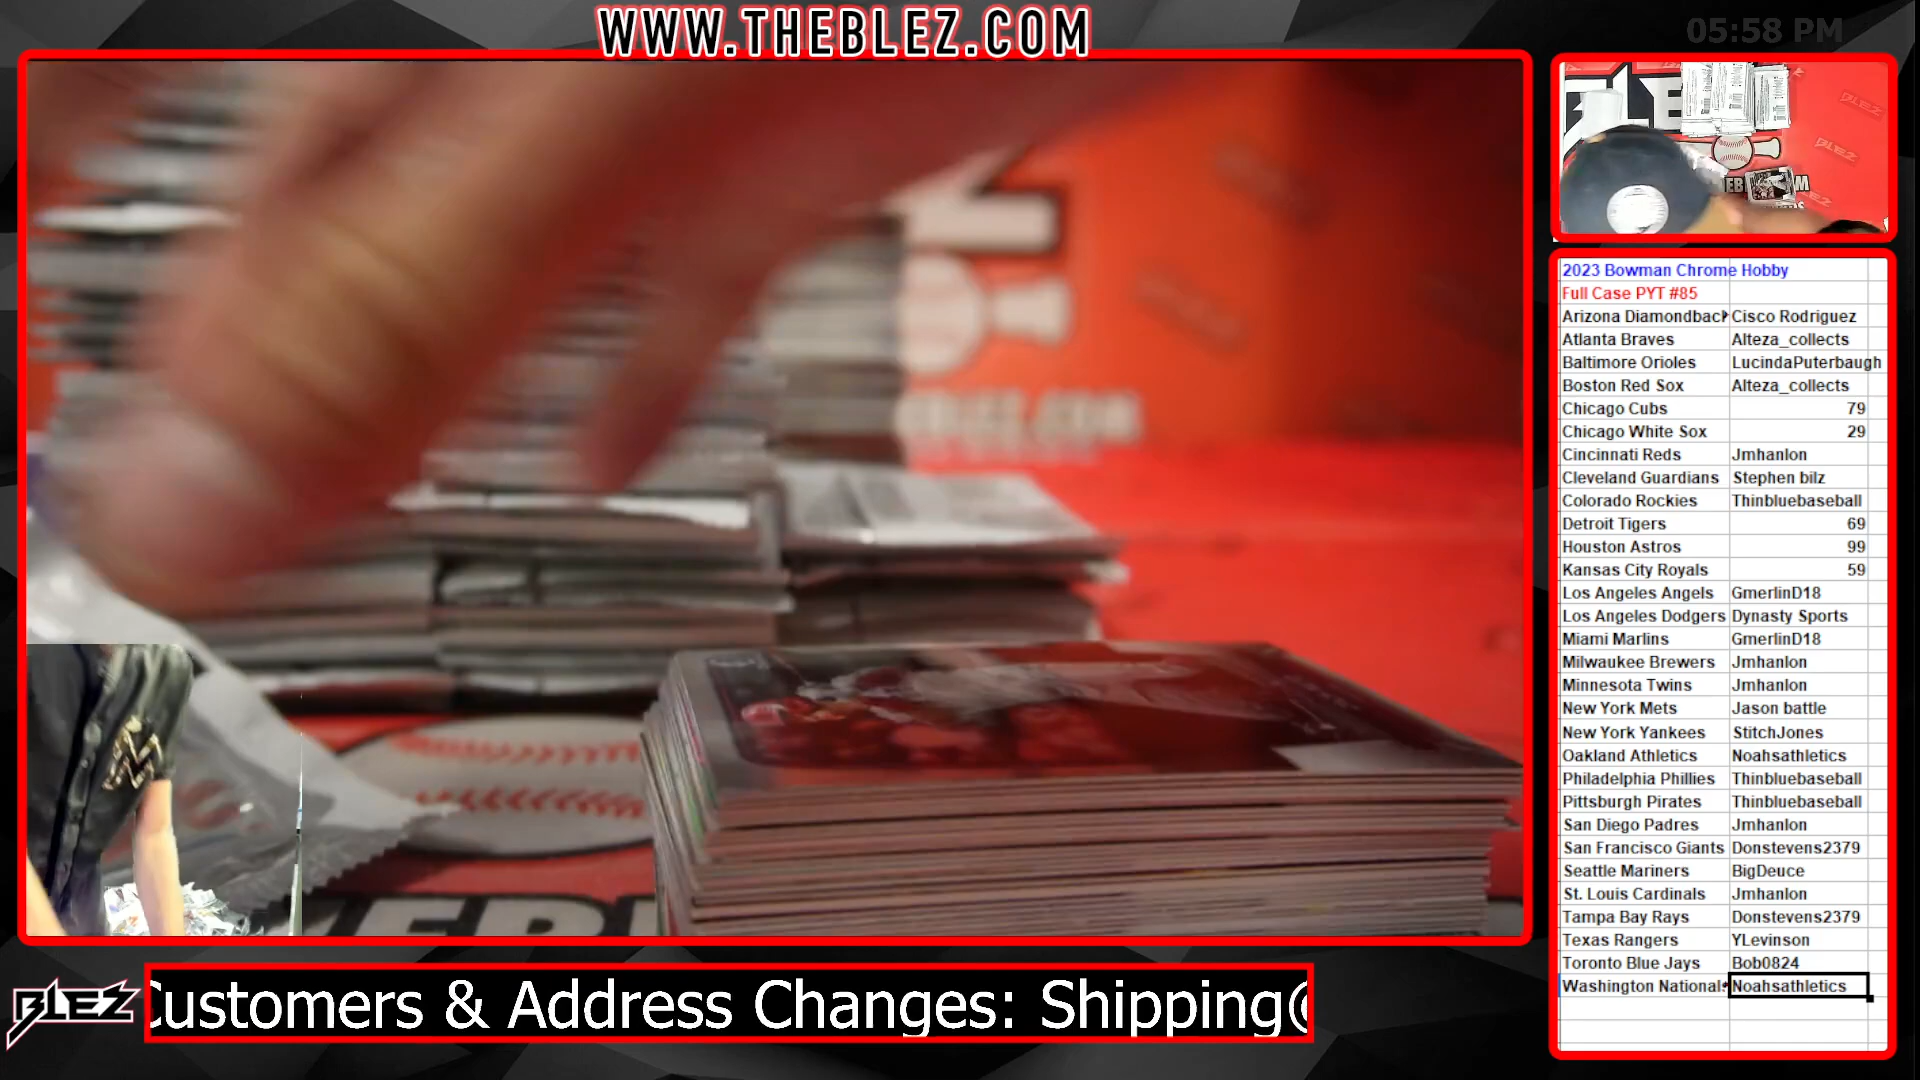 WWW.THEBLEZ.COM
05:58 PM
2023 Bowman Chrome Hobby
Full Case PYT #85
Arizona Diamondback Cisco Rodriguez
Atlanta Braves Alteza_collects
Baltimore Orioles LucindaPuterbaugh
Boston Red Sox Alteza_collects
Chicago Cubs 79
Chicago White Sox 29
Cincinnati Reds Jmhanlon
Cleveland Guardians Stephen bilz
Colorado Rockies Thinbluebaseball
Detroit Tigers 69
Houston Astros 99
Kansas City Royals 59
Los Angeles Angels GmerlinD18
Los Angeles Dodgers Dynasty Sports
Miami Marlins GmerlinD18
Milwaukee Brewers Jmhanlon
Minnesota Twins Jmhanlon
New York Mets Jason battle
New York Yankees StitchJones
Oakland Athletics Noahsathletics
Philadelphia Phillies Thinbluebaseball
Pittsburgh Pirates Thinbluebaseball
San Diego Padres Jmhanlon
San Francisco Giants Donstevens2379
Seattle Mariners BigDeuce
St. Louis Cardinals Jmhanlon
Tampa Bay Rays Donstevens2379
Texas Rangers YLevinson
Toronto Blue Jays Bob0824
Washington Nationals Noahsathletics
BLEZ
Customers & Address Changes: Shipping@